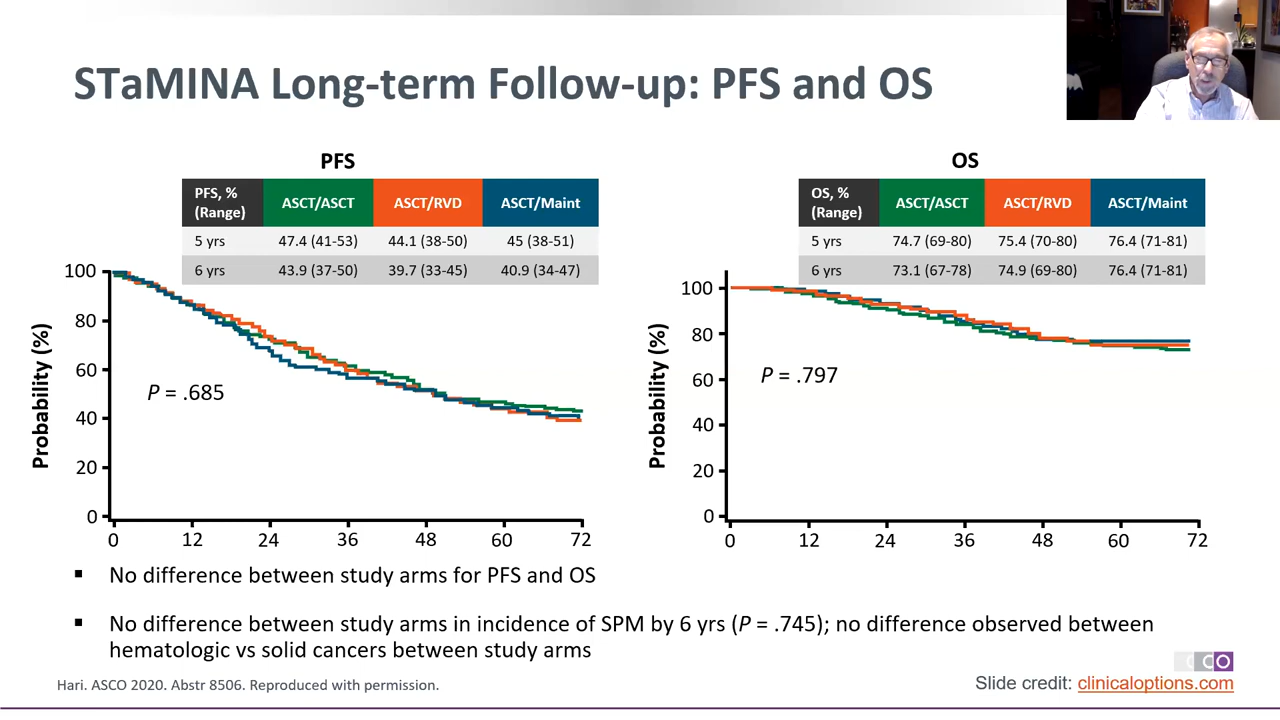 STaMINA Long-term Follow-up: PFS and OS
PFS
PFS, % (Range) ASCT/ASCT ASCT/RVD ASCT/Maint
5 yrs 47.4 (41-53) 44.1 (38-50) 45 (38-51)
6 yrs 43.9 (37-50) 39.7 (33-45) 40.9 (34-47)
Probability (%)
100
80
60
40
20
0
P = .685
0 12 24 36 48 60 72
OS
OS, % (Range) ASCT/ASCT ASCT/RVD ASCT/Maint
5 yrs 74.7 (69-80) 75.4 (70-80) 76.4 (71-81)
6 yrs 73.1 (67-78) 74.9 (69-80) 76.4 (71-81)
Probability (%)
100
80
60
40
20
0
P = .797
0 12 24 36 48 60 72
▪ No difference between study arms for PFS and OS
▪ No difference between study arms in incidence of SPM by 6 yrs (P = .745); no difference observed between
hematologic vs solid cancers between study arms
CCO
Hari. ASCO 2020. Abstr 8506. Reproduced with permission.
Slide credit: clinicaloptions.com